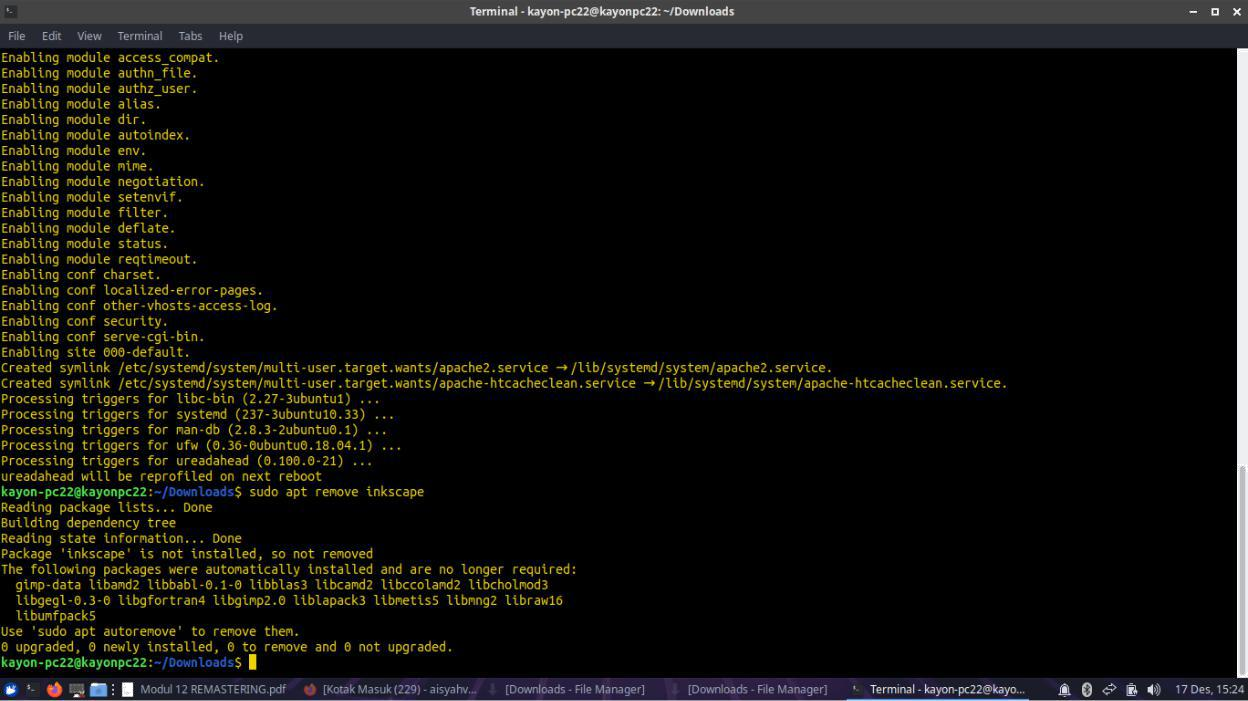 Terminal - kayon-pc22@kayonpc22: ~/Downloads
File Edit View Terminal Tabs Help
Enabling module access_compat.
Enabling module authn_file.
Enabling module authz_user.
Enabling module alias.
Enabling module dir.
Enabling module autoindex.
Enabling module env.
Enabling module mime.
Enabling module negotiation.
Enabling module setenvif.
Enabling module filter.
Enabling module deflate.
Enabling module status.
Enabling module reqtimeout.
Enabling conf charset.
Enabling conf localized-error-pages.
Enabling conf other-vhosts-access-log.
Enabling conf security.
Enabling conf serve-cgi-bin.
Enabling site 000-default.
Created symlink /etc/systemd/system/multi-user.target.wants/apache2.service → /lib/systemd/system/apache2.service.
Created symlink /etc/systemd/system/multi-user.target.wants/apache-htcacheclean.service → /lib/systemd/system/apache-htcacheclean.service.
Processing triggers for libc-bin (2.27-3ubuntu1) ...
Processing triggers for systemd (237-3ubuntu10.33) ...
Processing triggers for man-db (2.8.3-2ubuntu0.1) ...
Processing triggers for ufw (0.36-0ubuntu0.18.04.1) ...
Processing triggers for ureadahead (0.100.0-21) ...
ureadahead will be reprofiled on next reboot
kayon-pc22@kayonpc22:~/Downloads$ sudo apt remove inkscape
Reading package lists... Done
Building dependency tree
Reading state information... Done
Package 'inkscape' is not installed, so not removed
The following packages were automatically installed and are no longer required:
gimp-data libamd2 libbabl-0.1-0 libblas3 libcamd2 libccolamd2 libcholmod3
libgegl-0.3-0 libgfortran4 libgimp2.0 liblapack3 libmetis5 libmng2 libraw16
libumfpack5
Use 'sudo apt autoremove' to remove them.
0 upgraded, 0 newly installed, 0 to remove and 0 not upgraded.
kayon-pc22@kayonpc22:~/Downloads$
Modul 12 REMASTERING.pdf [Kotak Masuk (229) - aisyahv... [Downloads - File Manager] [Downloads - File Manager] Terminal - kayon-pc22@kayo... 17 Des, 15:24